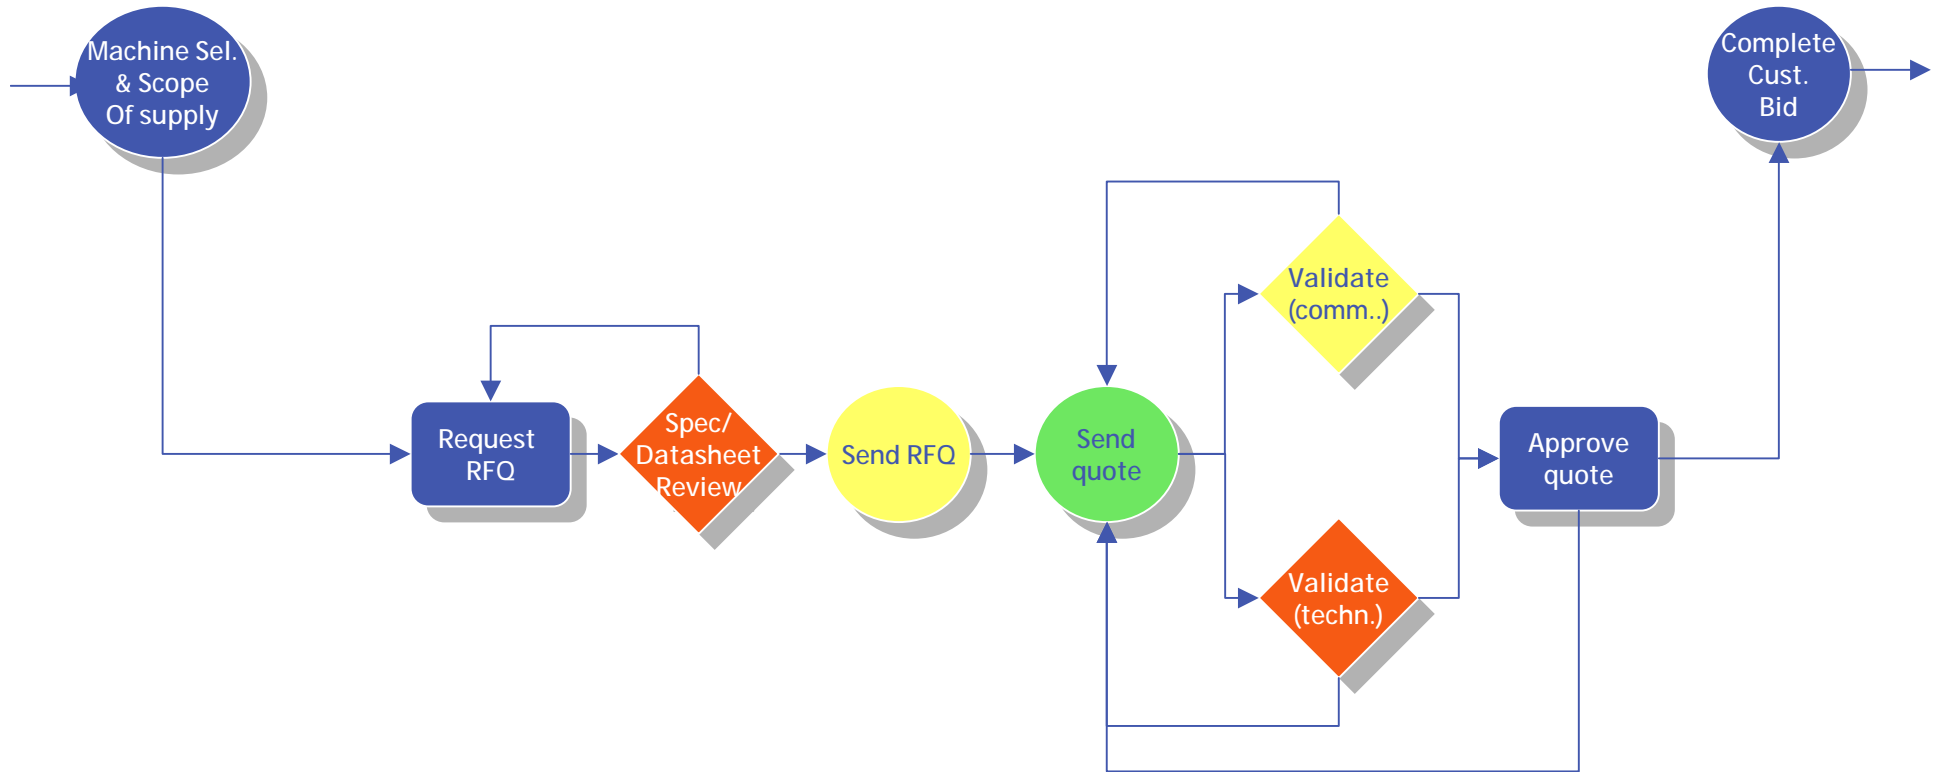 Machine Sel.
& Scope
Of supply
Complete
Cust.
Bid
Validate
(comm..)
Request
RFQ
Spec/
Datasheet
Review
Send RFQ
Send
quote
Approve
quote
Validate
(techn.)